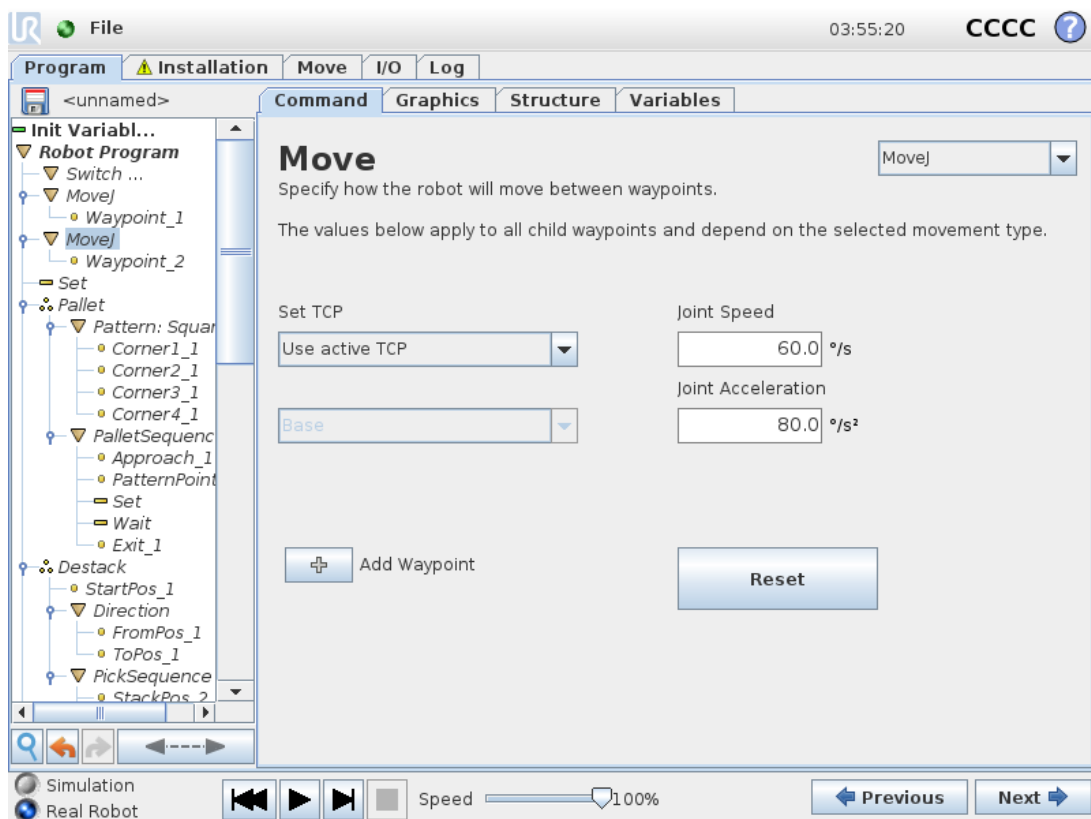 UR File 03:55:20 CCCC ?
Program Installation Move I/O Log
<unnamed>
Command Graphics Structure Variables
Init Variabl...
Robot Program
Switch ...
MoveJ
Waypoint_1
MoveJ
Waypoint_2
Set
Pallet
Pattern: Squar
Corner1_1
Corner2_1
Corner3_1
Corner4_1
PalletSequenc
Approach_1
PatternPoint
Set
Wait
Exit_1
Destack
StartPos_1
Direction
FromPos_1
ToPos_1
PickSequence
StackPos_2
Move
MoveJ
Specify how the robot will move between waypoints.
The values below apply to all child waypoints and depend on the selected movement type.
Set TCP
Use active TCP
Base
Joint Speed
60.0 °/s
Joint Acceleration
80.0 °/s²
Add Waypoint
Reset
Simulation
Real Robot
Speed 100%
Previous Next